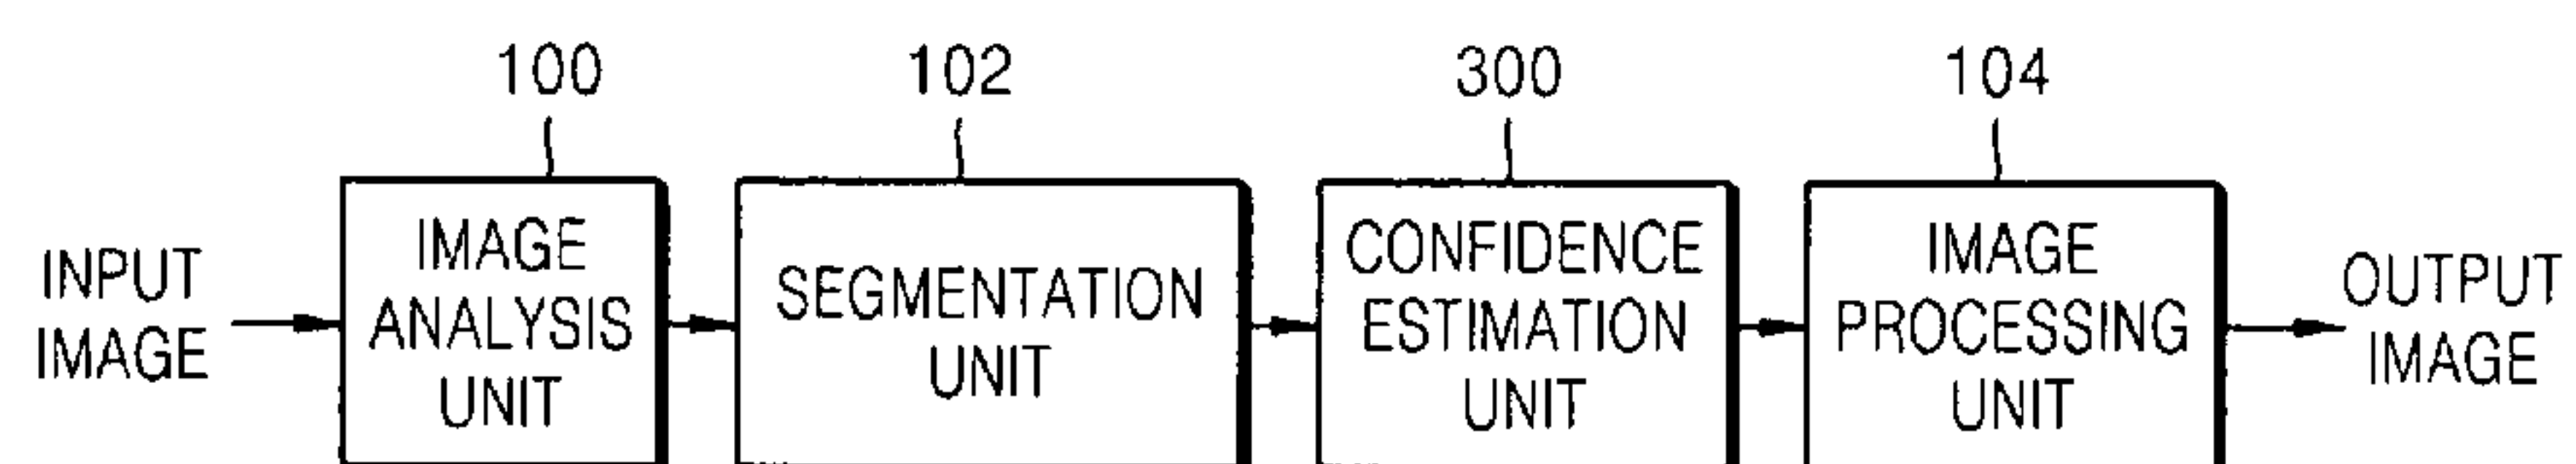 100
102
300
104
INPUT
IMAGE
IMAGE
ANALYSIS
UNIT
SEGMENTATION
UNIT
CONFIDENCE
ESTIMATION
UNIT
IMAGE
PROCESSING
UNIT
OUTPUT
IMAGE